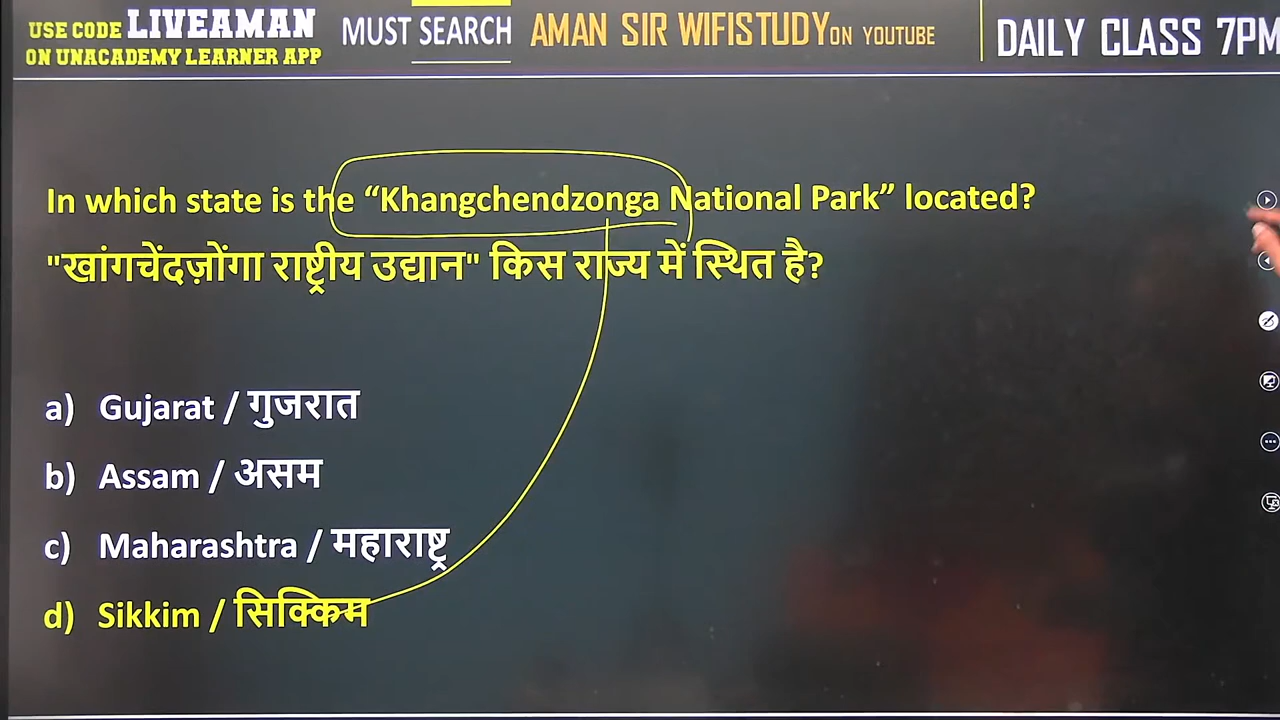 USE CODE LIVEAMAN
ON UNACADEMY LEARNER APP
MUST SEARCH
AMAN SIR WIFISTUDY ON YOUTUBE
DAILY CLASS 7PM
In which state is the “Khangchendzonga National Park” located?
"खांगचेंदज़ोंगा राष्ट्रीय उद्यान" किस राज्य में स्थित है?
a) Gujarat / गुजरात
b) Assam / असम
c) Maharashtra / महाराष्ट्र
d) Sikkim / सिक्किम